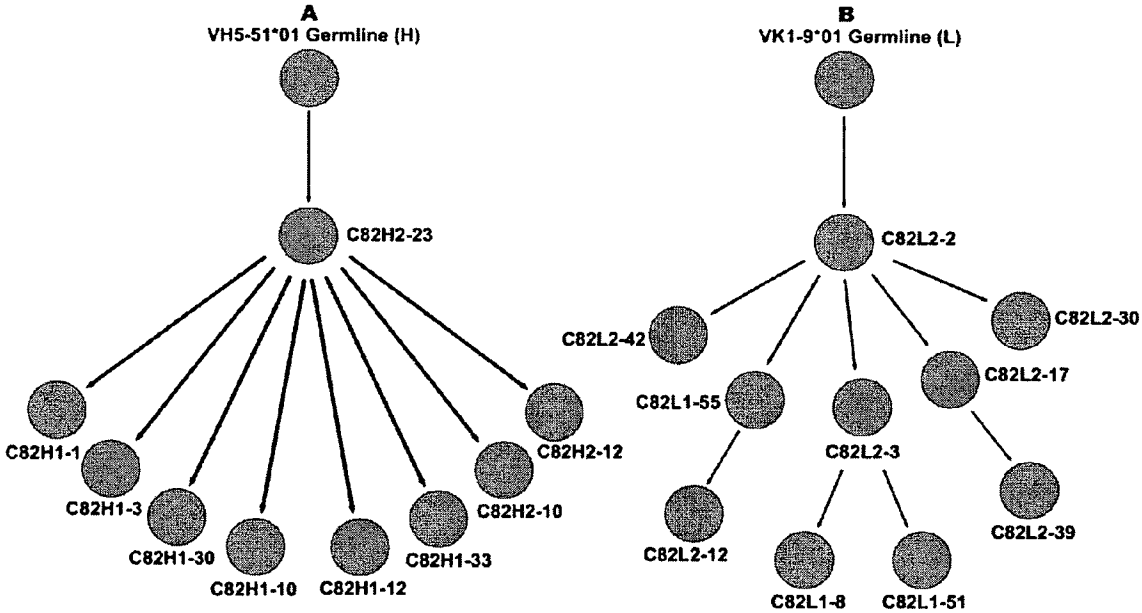 A
VH5-51*01 Germline (H)
C82H2-23
C82H1-1
C82H1-3
C82H1-30
C82H1-10
C82H1-12
C82H1-33
C82H2-10
C82H2-12
B
VK1-9*01 Germline (L)
C82L2-2
C82L2-42
C82L1-55
C82L2-3
C82L2-17
C82L2-30
C82L2-12
C82L1-8
C82L1-51
C82L2-39